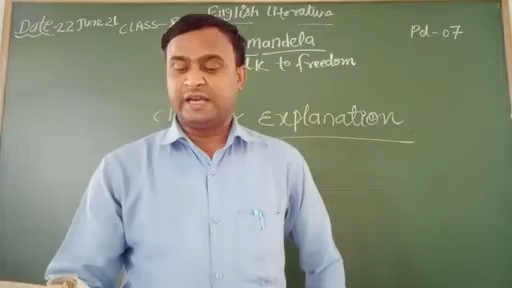 Date-22 June 21 CLASS- English Literature Pd-07
mandela
to freedom
Explanation